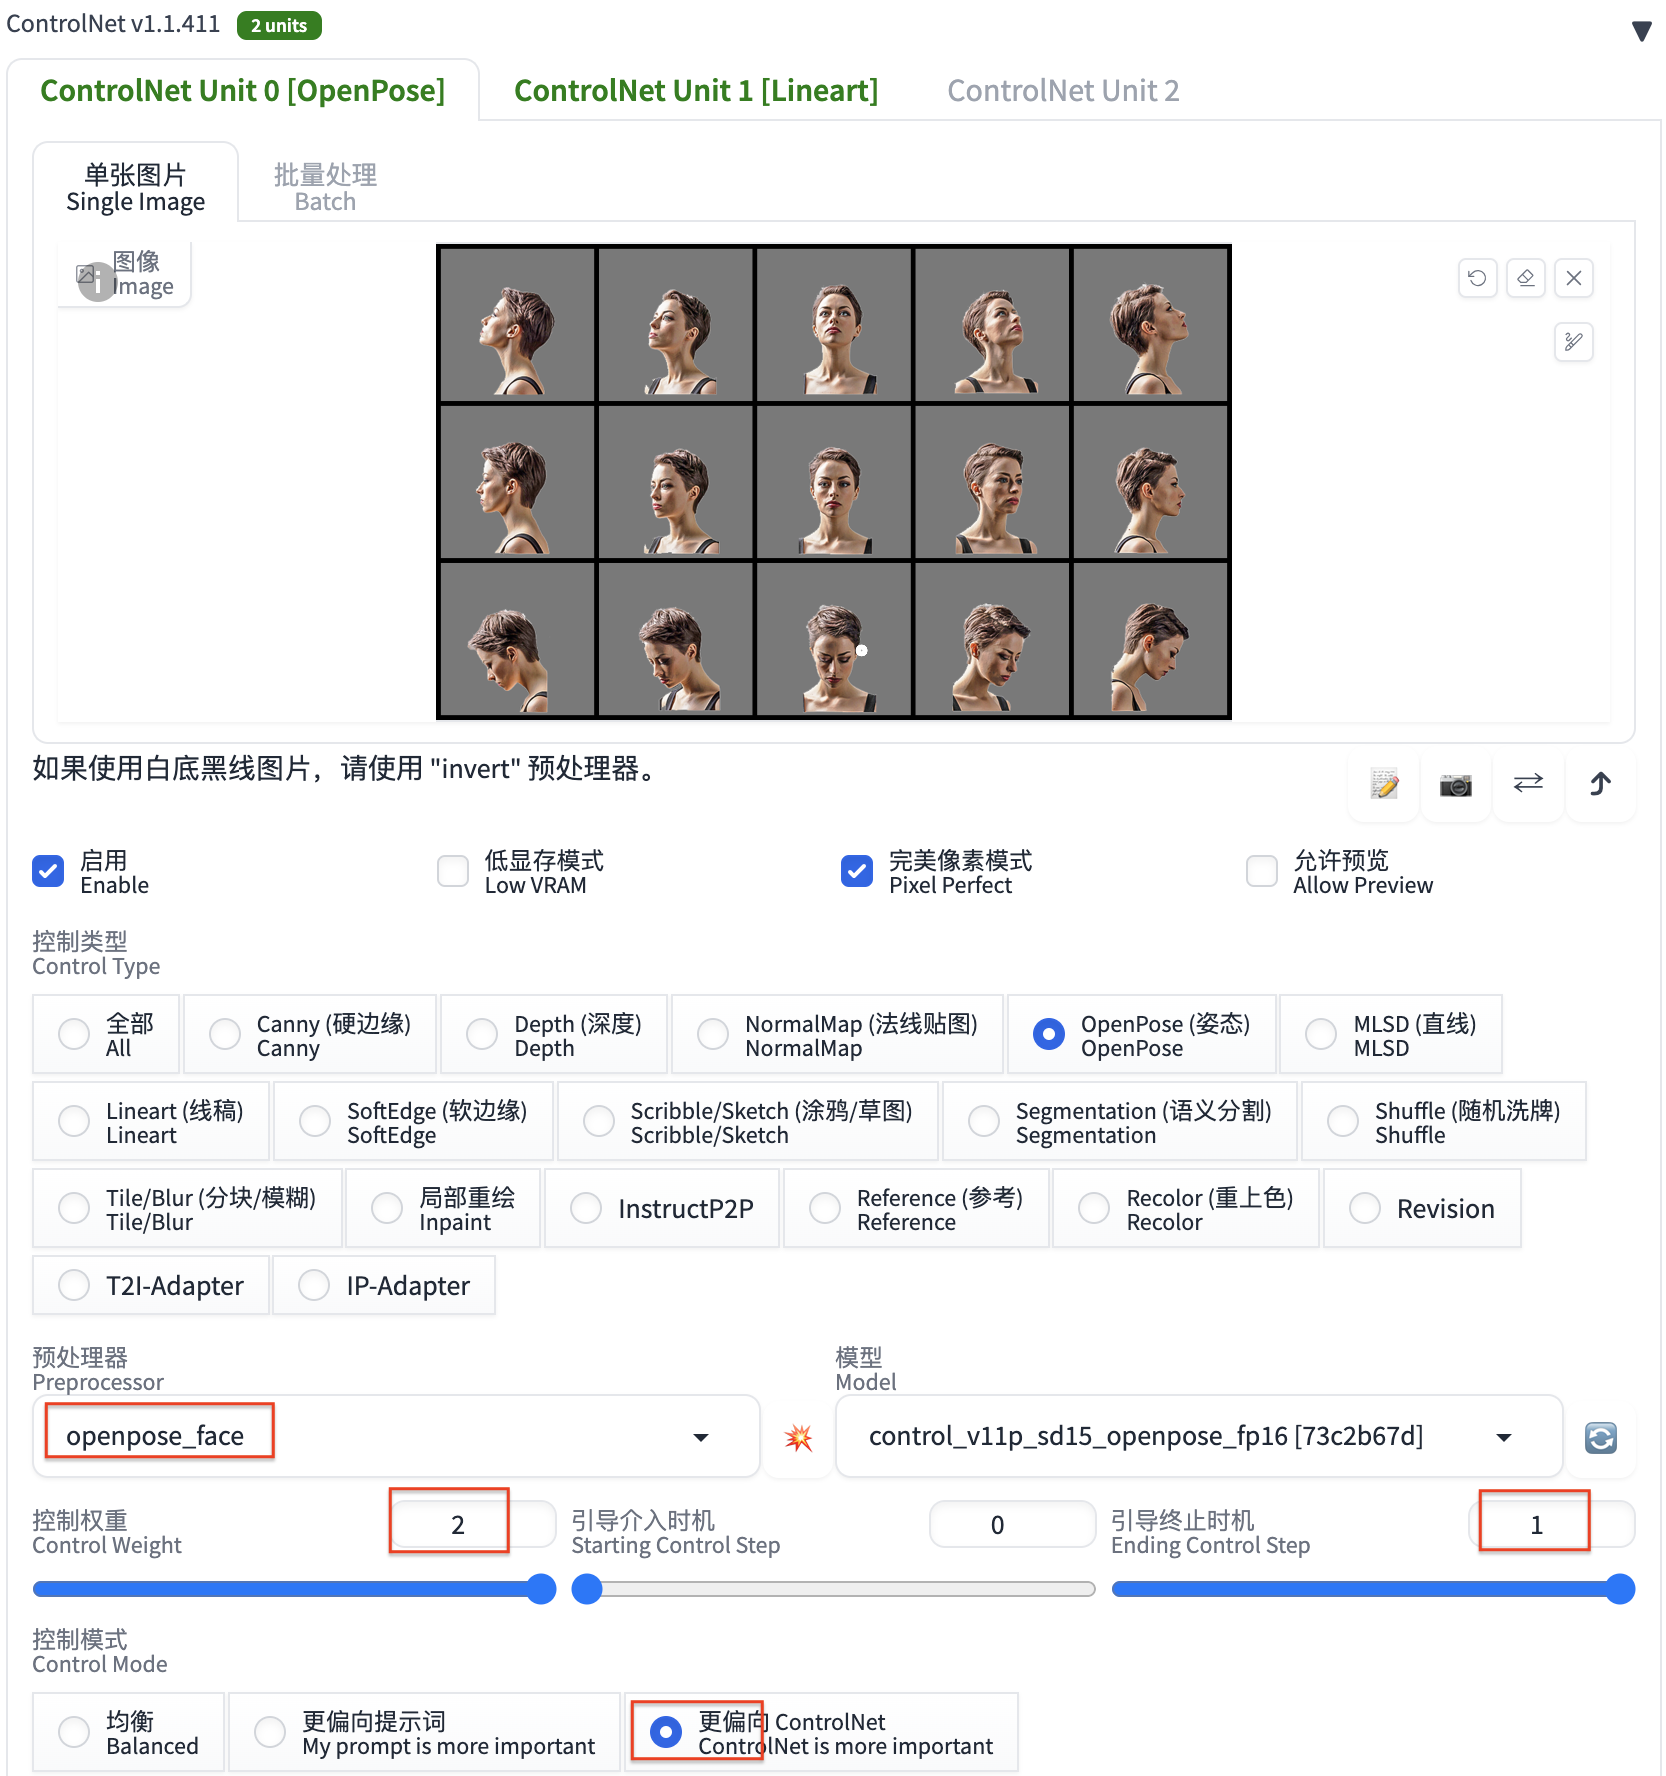 ControlNet v1.1.411 2 units
ControlNet Unit 0 [OpenPose] ControlNet Unit 1 [Lineart] ControlNet Unit 2
单张图片 批量处理
Single Image Batch
图像
Image
如果使用白底黑线图片，请使用 "invert" 预处理器。
启用 低显存模式 完美像素模式 允许预览
Enable Low VRAM Pixel Perfect Allow Preview
控制类型
Control Type
全部 Canny (硬边缘) Depth (深度) NormalMap (法线贴图) OpenPose (姿态) MLSD (直线)
All Canny Depth NormalMap OpenPose MLSD
Lineart (线稿) SoftEdge (软边缘) Scribble/Sketch (涂鸦/草图) Segmentation (语义分割) Shuffle (随机洗牌)
Lineart SoftEdge Scribble/Sketch Segmentation Shuffle
Tile/Blur (分块/模糊) 局部重绘 InstructP2P Reference (参考) Recolor (重上色) Revision
Tile/Blur Inpaint Reference Recolor
T2I-Adapter IP-Adapter
预处理器 模型
Preprocessor Model
openpose_face control_v11p_sd15_openpose_fp16 [73c2b67d]
控制权重 2 引导介入时机 0 引导终止时机 1
Control Weight Starting Control Step Ending Control Step
控制模式
Control Mode
均衡 更偏向提示词 更偏向 ControlNet
Balanced My prompt is more important ControlNet is more important